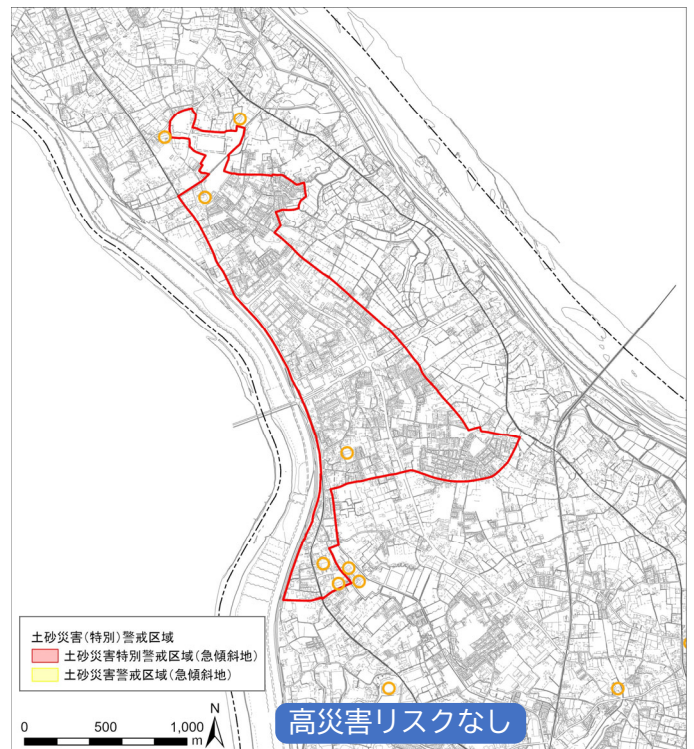 土砂災害(特別)警戒区域
土砂災害特別警戒区域(急傾斜地)
土砂災害警戒区域(急傾斜地)
0 500 1,000
m
N
高災害リスクなし